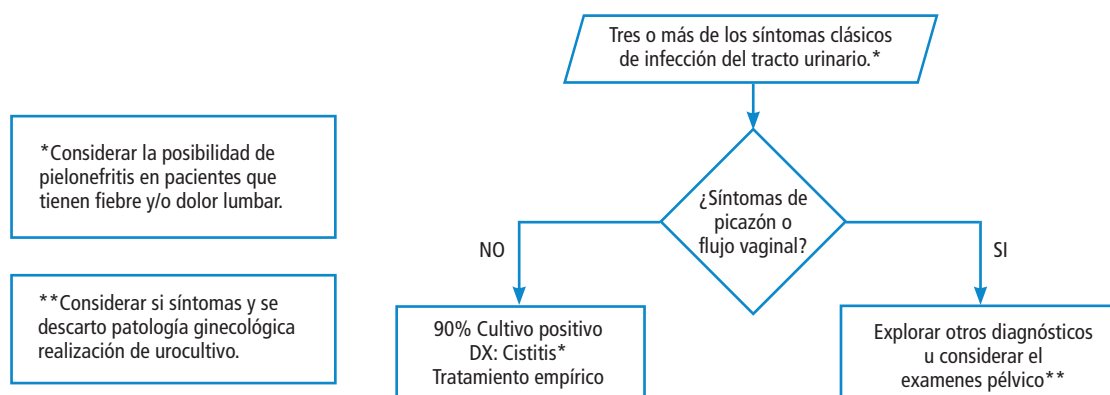 Tres o más de los síntomas clásicos
de infección del tracto urinario.*
*Considerar la posibilidad de
pielonefritis en pacientes que
tienen fiebre y/o dolor lumbar.
¿Síntomas de
picazón o
flujo vaginal?
NO
SI
**Considerar si síntomas y se
descarto patología ginecológica
realización de urocultivo.
90% Cultivo positivo
DX: Cistitis*
Tratamiento empírico
Explorar otros diagnósticos
u considerar el
examenes pélvico**